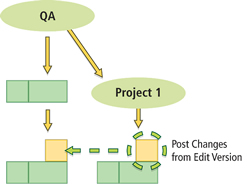 QA
Project 1
Post Changes
from Edit Version